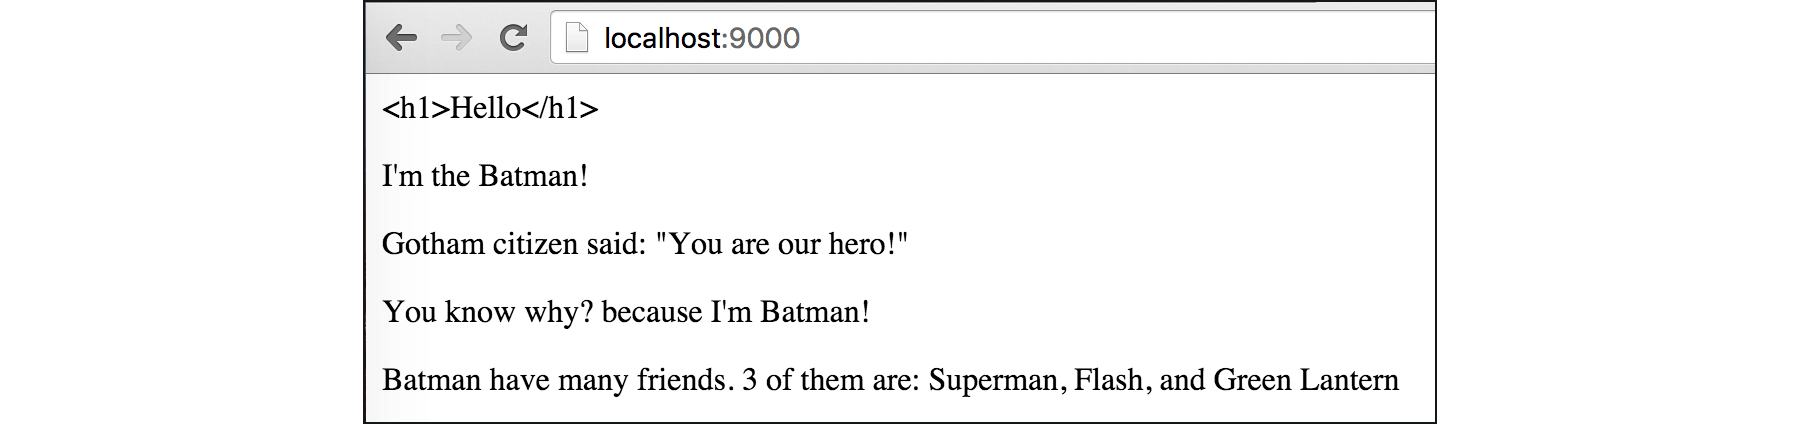 localhost:9000
<h1>Hello</h1>
I'm the Batman!
Gotham citizen said: "You are our hero!"
You know why? because I'm Batman!
Batman have many friends. 3 of them are: Superman, Flash, and Green Lantern